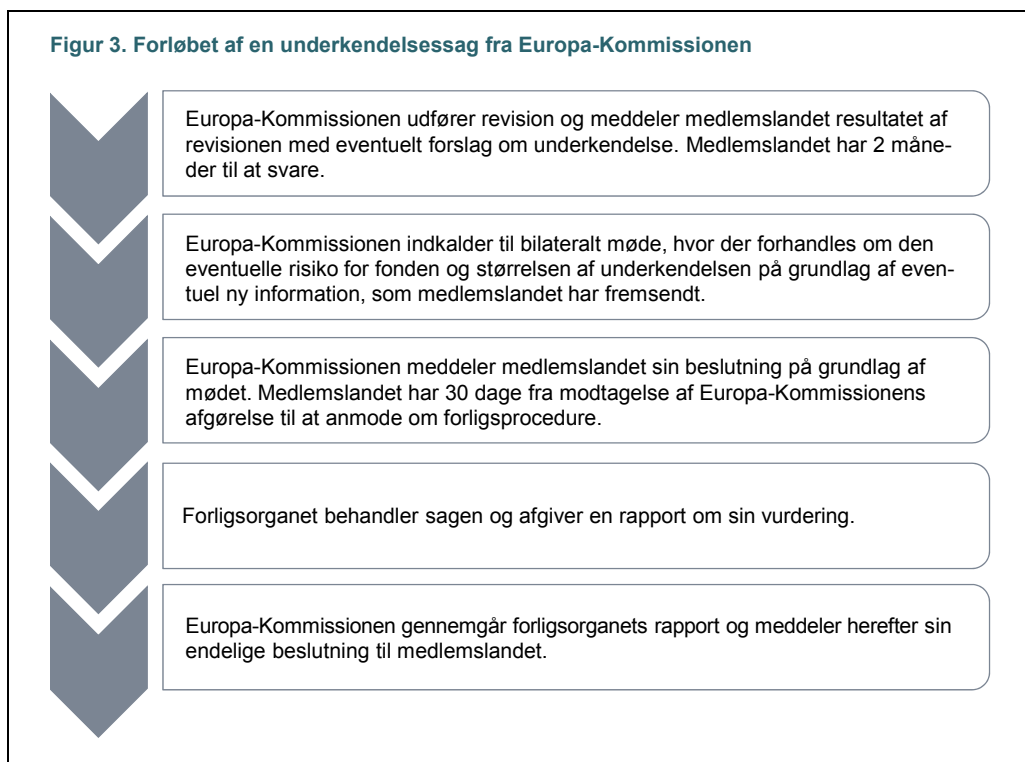 Figur 3. Forløbet af en underkendelsessag fra Europa-Kommissionen
Europa-Kommissionen udfører revision og meddeler medlemslandet resultatet af
revisionen med eventuelt forslag om underkendelse. Medlemslandet har 2 måne-
der til at svare.
Europa-Kommissionen indkalder til bilateralt møde, hvor der forhandles om den
eventuelle risiko for fonden og størrelsen af underkendelsen på grundlag af even-
tuel ny information, som medlemslandet har fremsendt.
Europa-Kommissionen meddeler medlemslandet sin beslutning på grundlag af
mødet. Medlemslandet har 30 dage fra modtagelse af Europa-Kommissionens
afgørelse til at anmode om forligsprocedure.
Forligsorganet behandler sagen og afgiver en rapport om sin vurdering.
Europa-Kommissionen gennemgår forligsorganets rapport og meddeler herefter sin
endelige beslutning til medlemslandet.